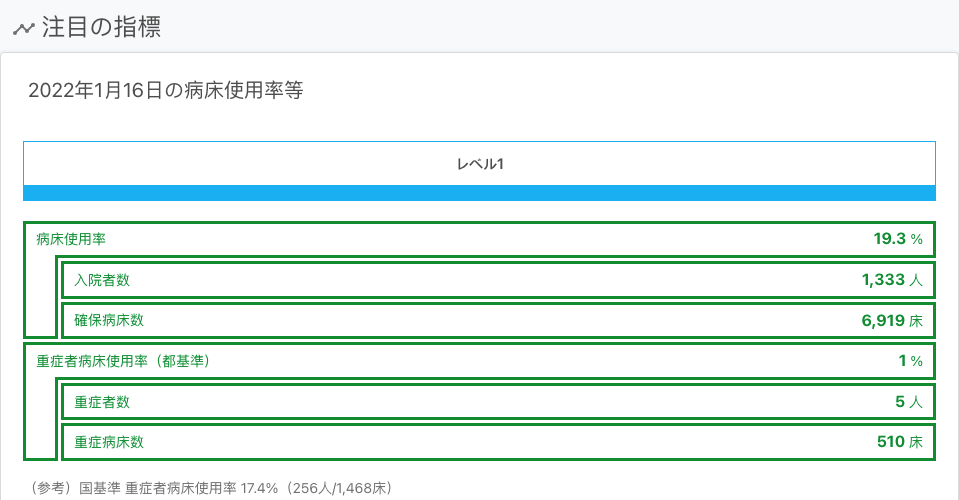 注目の指標
2022年1月16日の病床使用率等
レベル1
病床使用率 19.3 %
入院者数 1,333 人
確保病床数 6,919 床
重症者病床使用率（都基準） 1 %
重症者数 5 人
重症病床数 510 床
（参考）国基準 重症者病床使用率 17.4%（256人/1,468床）